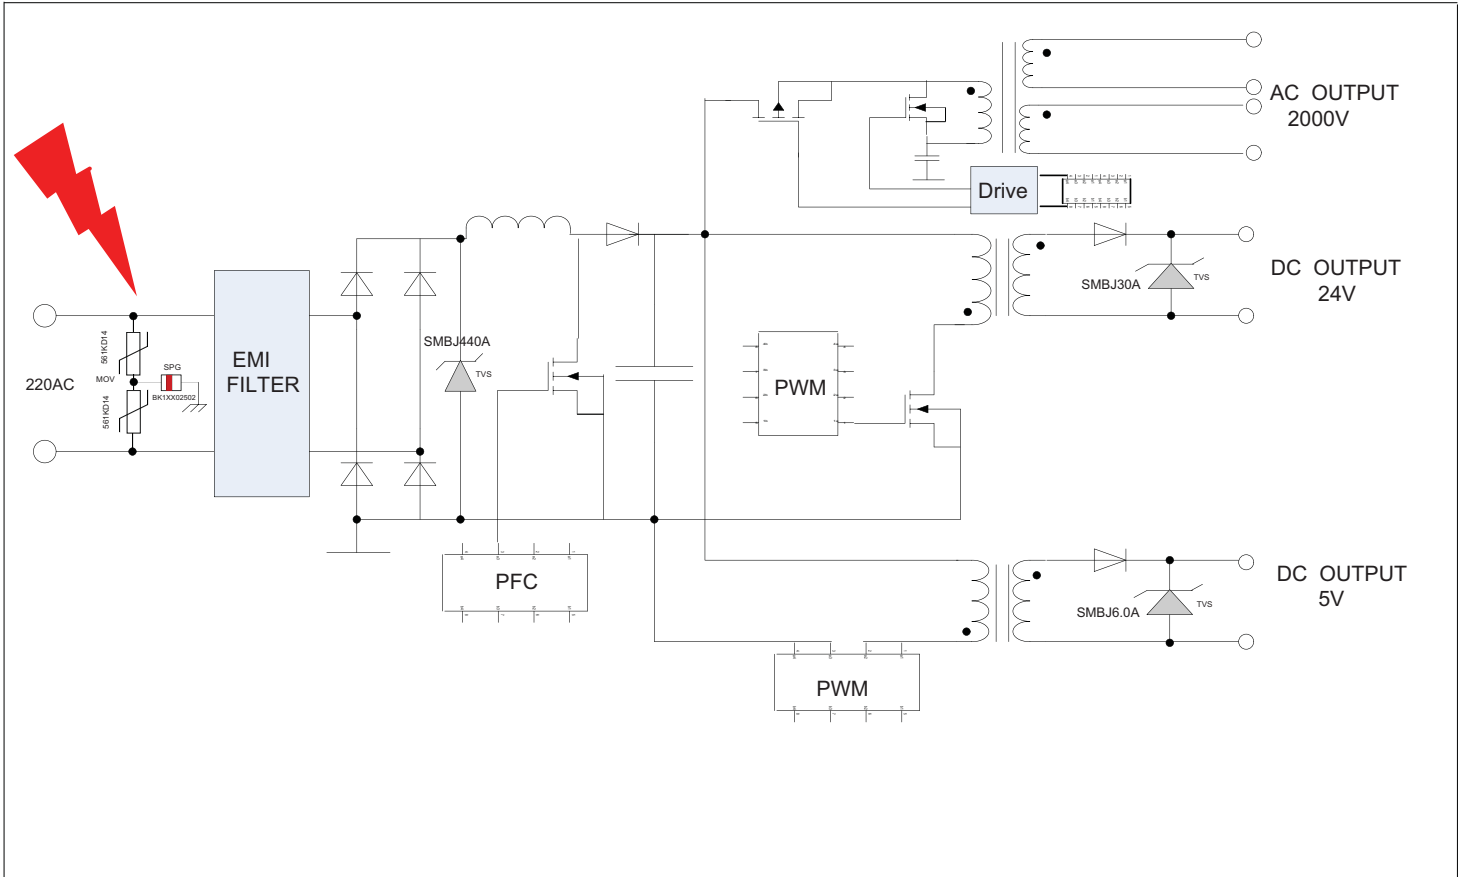 AC OUTPUT
2000V
Drive
DC OUTPUT
24V
SMBJ30A
TVS
SMBJ440A
TVS
561KD14
MOV
SPG
BK1XX02502
561KD14
220AC
EMI
FILTER
PWM
PFC
DC OUTPUT
5V
SMBJ6.0A
TVS
PWM